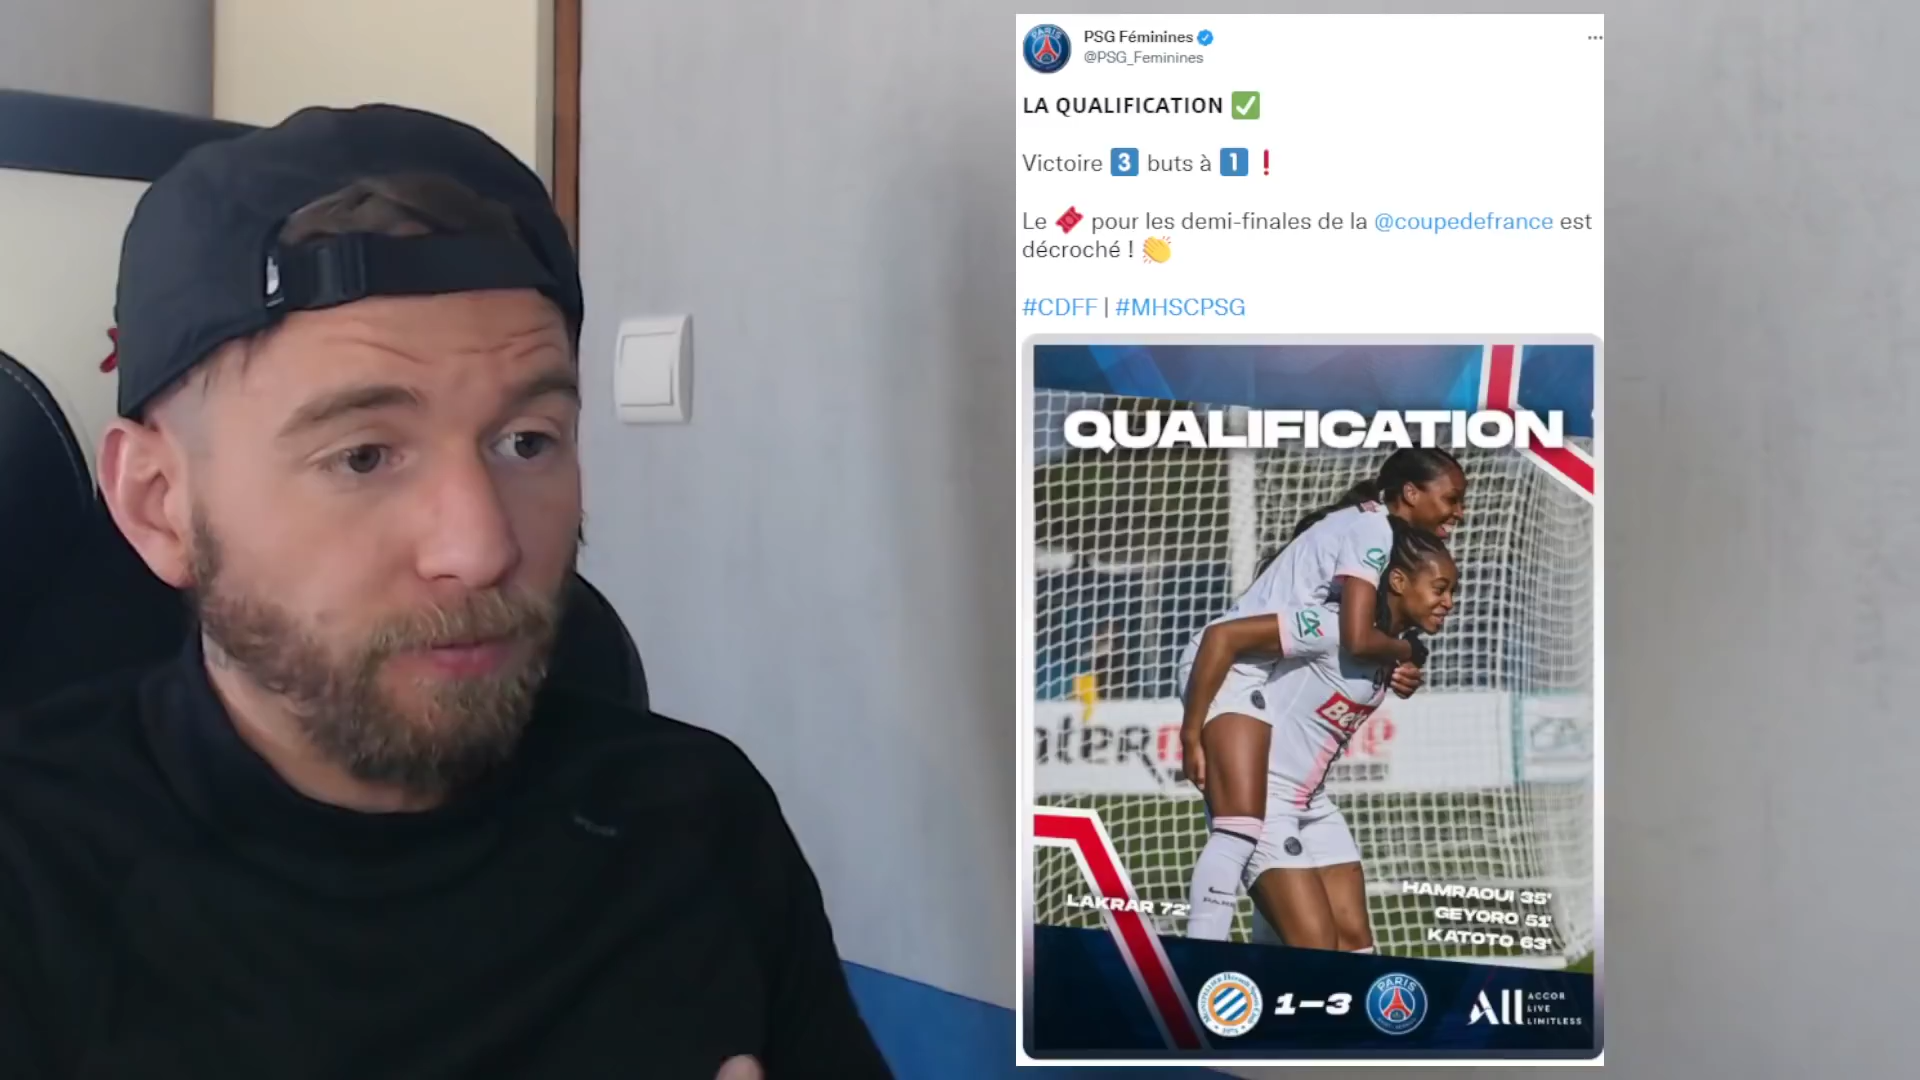 PSG Féminines
@PSG_Feminines
LA QUALIFICATION ✅
Victoire 3️⃣ buts à 1️⃣ ❗
Le 🎟️ pour les demi-finales de la @coupedefrance est
décroché ! 👏
#CDFF | #MHSCPSG
QUALIFICATION
LAKRAR 72'
HAMRAOUI 35'
GEYORO 51'
KATOTO 63'
1-3
PARIS
ALL
ACCOR
LIVE
LIMITLESS